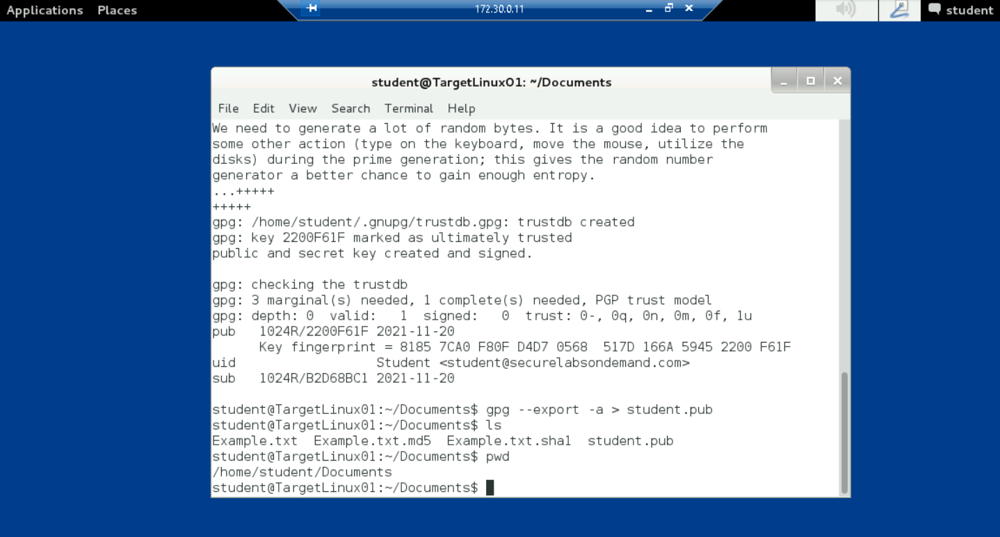 Applications Places 172.30.0.11 student
student@TargetLinux01: ~/Documents
File Edit View Search Terminal Help
We need to generate a lot of random bytes. It is a good idea to perform
some other action (type on the keyboard, move the mouse, utilize the
disks) during the prime generation; this gives the random number
generator a better chance to gain enough entropy.
...+++++
+++++
gpg: /home/student/.gnupg/trustdb.gpg: trustdb created
gpg: key 2200F61F marked as ultimately trusted
public and secret key created and signed.
gpg: checking the trustdb
gpg: 3 marginal(s) needed, 1 complete(s) needed, PGP trust model
gpg: depth: 0  valid:   1  signed:   0  trust: 0-, 0q, 0n, 0m, 0f, 1u
pub   1024R/2200F61F 2021-11-20
      Key fingerprint = 8185 7CA0 F80F D4D7 0568  517D 166A 5945 2200 F61F
uid                  Student <student@securelabsondemand.com>
sub   1024R/B2D68BC1 2021-11-20
student@TargetLinux01:~/Documents$ gpg --export -a > student.pub
student@TargetLinux01:~/Documents$ ls
Example.txt  Example.txt.md5  Example.txt.sha1  student.pub
student@TargetLinux01:~/Documents$ pwd
/home/student/Documents
student@TargetLinux01:~/Documents$